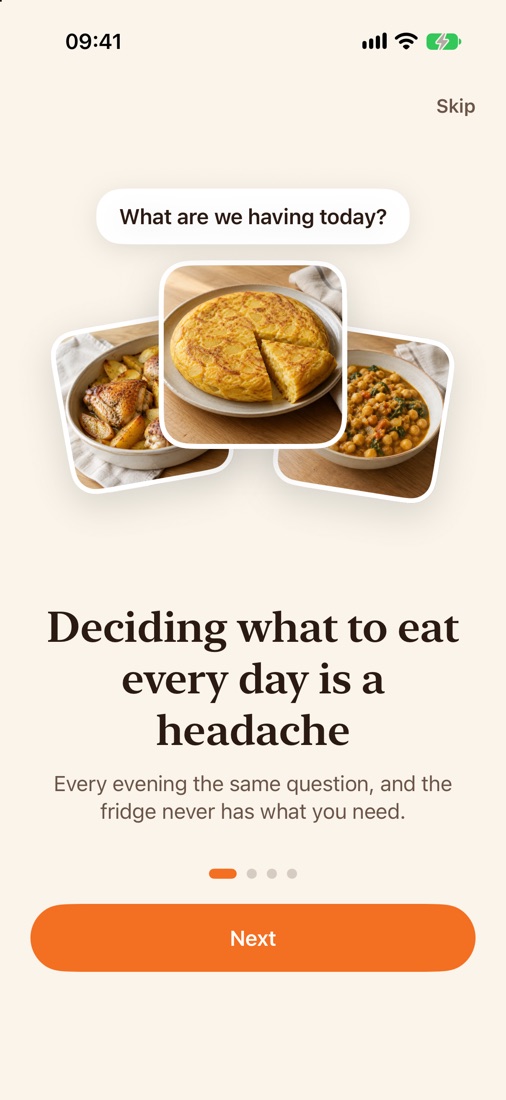 09:41
Skip
What are we having today?
Deciding what to eat
every day is a
headache
Every evening the same question, and the
fridge never has what you need.
Next